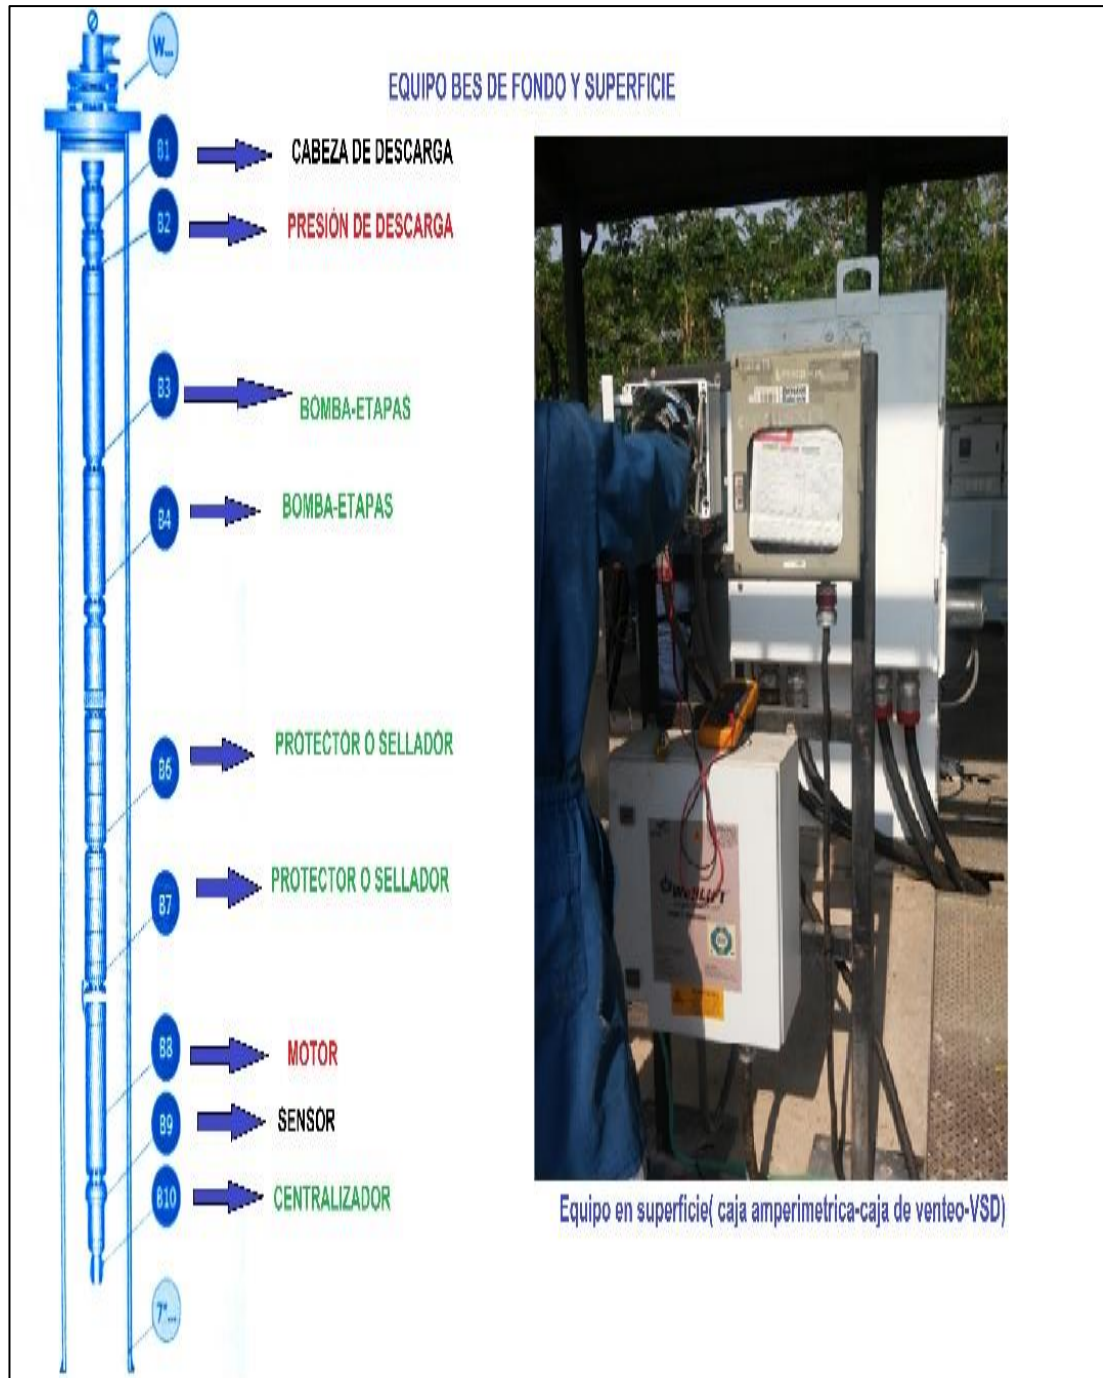 W...
EQUIPO BES DE FONDO Y SUPERFICIE
B1
CABEZA DE DESCARGA
B2
PRESIÓN DE DESCARGA
B3
BOMBA-ETAPAS
B4
BOMBA-ETAPAS
B6
PROTECTOR O SELLADOR
B7
PROTECTOR O SELLADOR
B8
MOTOR
B9
SENSOR
B10
CENTRALIZADOR
7"...
WellLIFT
Equipo en superficie( caja amperimetrica-caja de venteo-VSD)